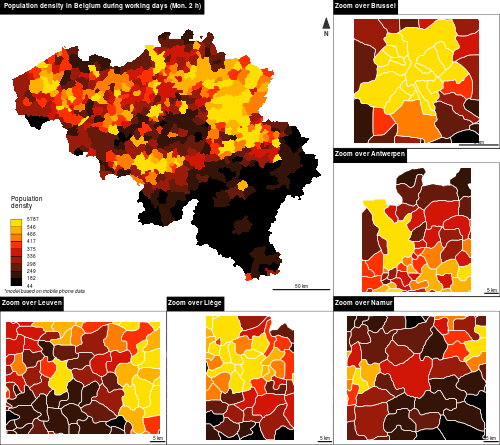 Population density in Belgium during working days (Mon. 2 h)
N
Population
density
5787
546
466
417
375
336
298
249
182
44
*model based on mobile phone data
50 km
Zoom over Brussel
Zoom over Antwerpen
5 km
Zoom over Leuven
5 km
Zoom over Liège
5 km
Zoom over Namur
5 km